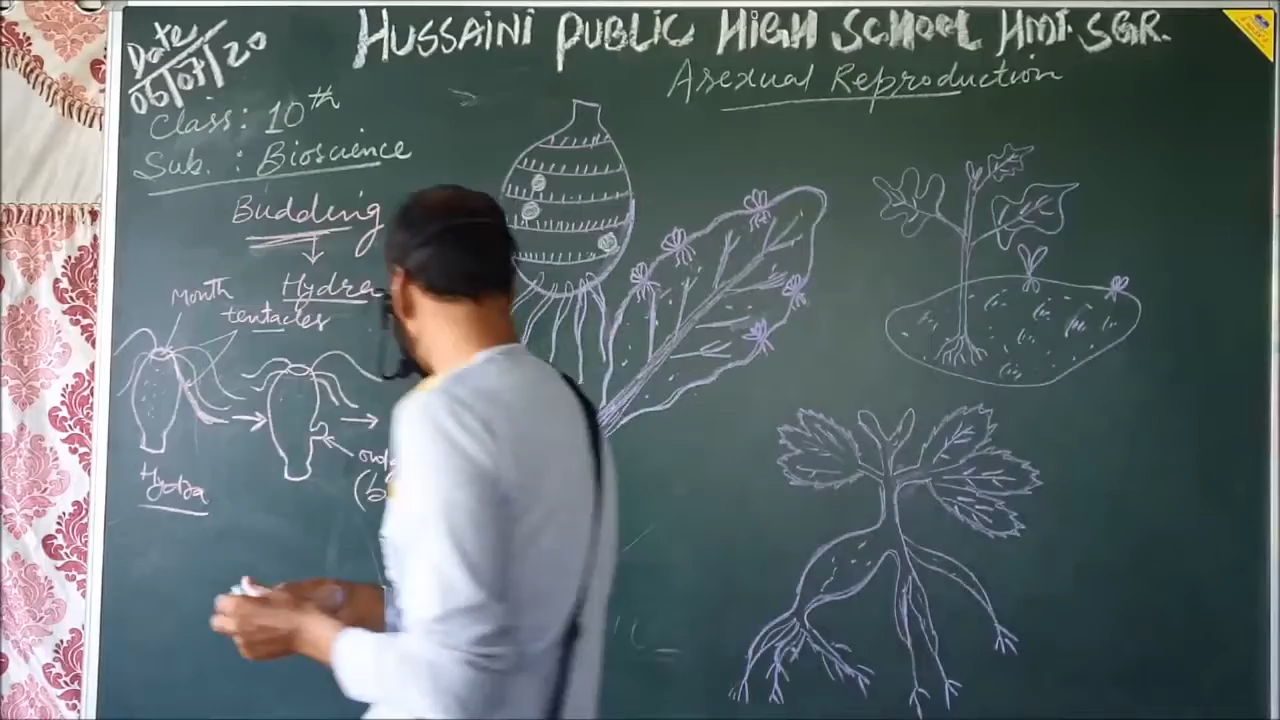 Date
06/07/20
HUSSAINI PUBLIC HIGH SCHOOL HMT. SGR.
Asexual Reproduction
Class: 10th
Sub. : Bioscience
Budding
Hydra
Month
tentacles
Hydra